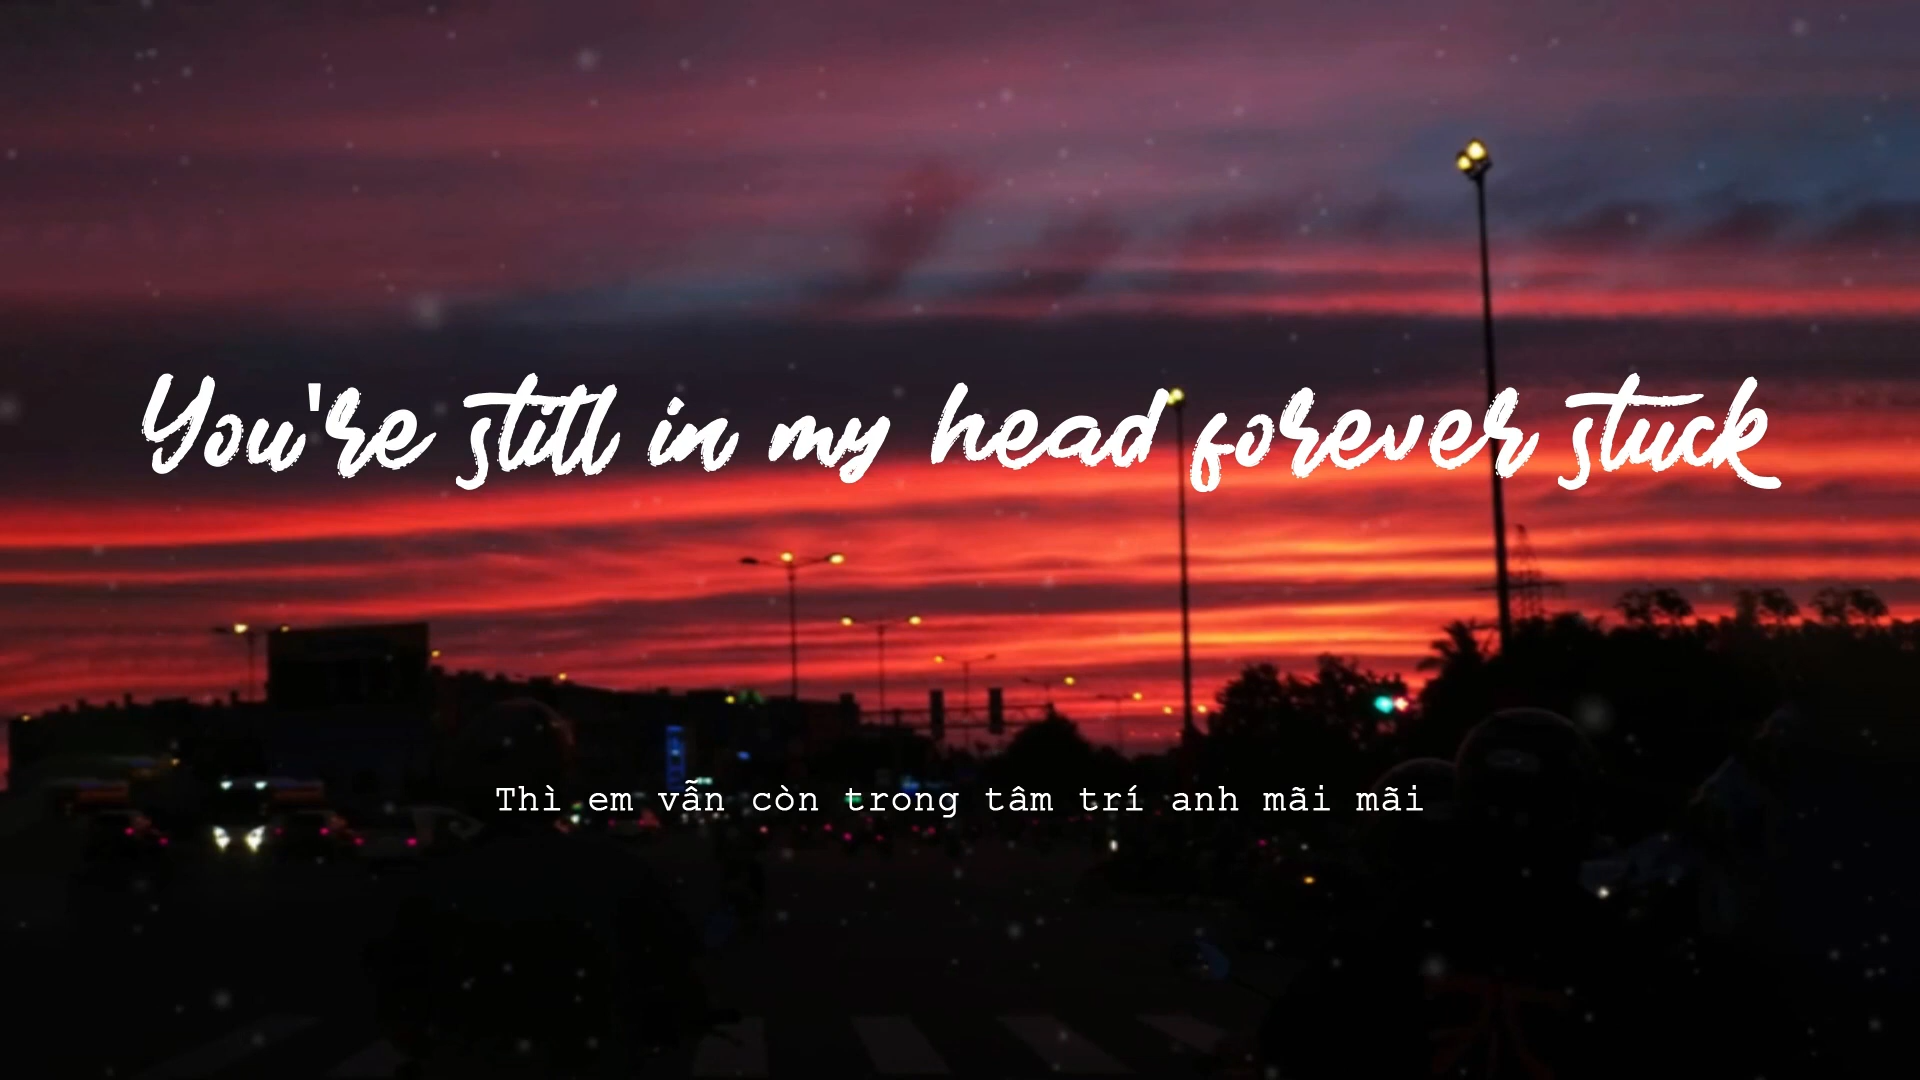 You're still in my head forever stuck
Thì em vẫn còn trong tâm trí anh mãi mãi